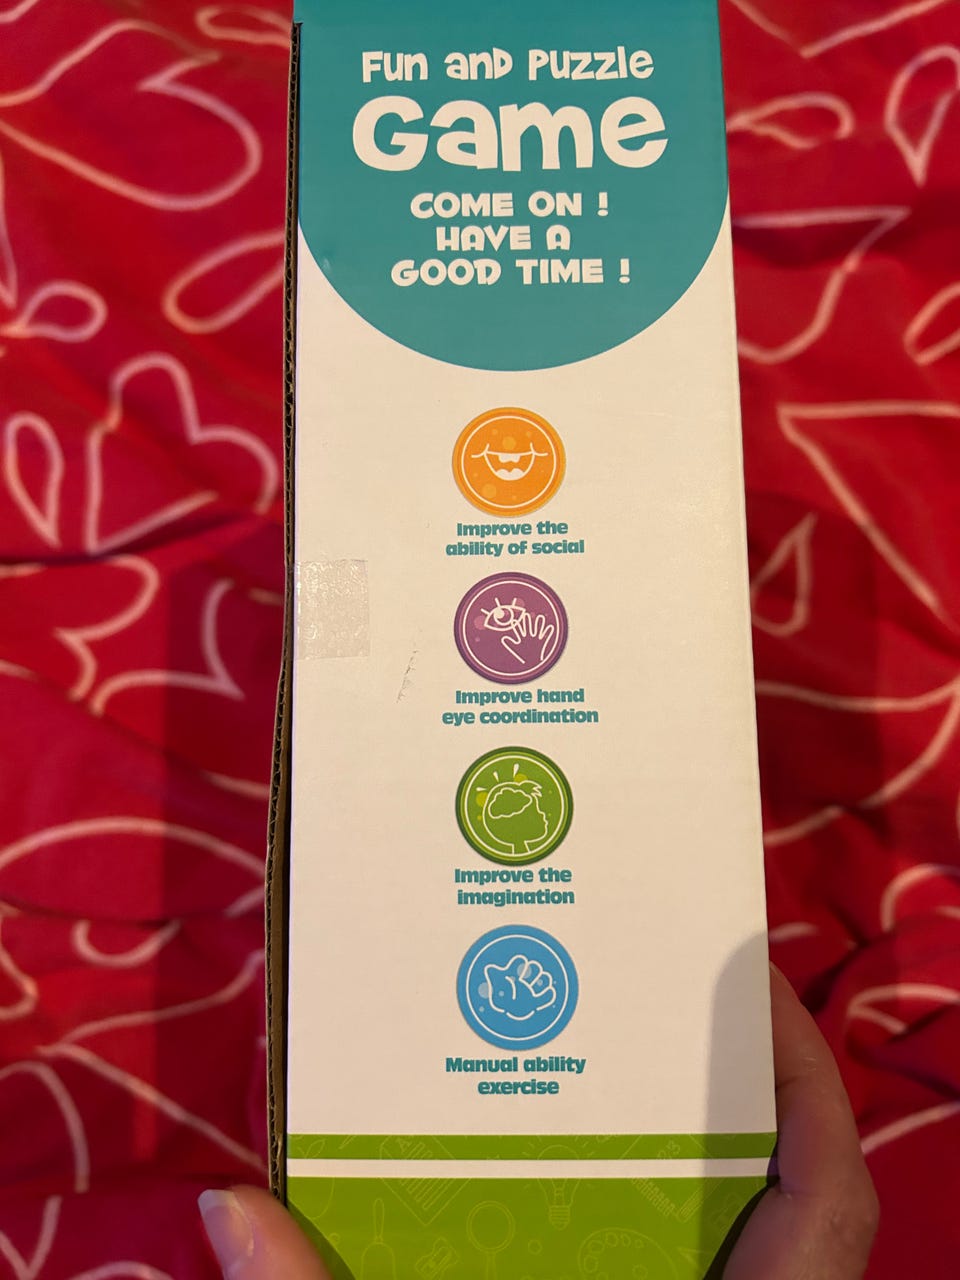 Fun and Puzzle
Game
COME ON !
HAVE A
GOOD TIME !
Improve the
ability of social
Improve hand
eye coordination
Improve the
imagination
Manual ability
exercise